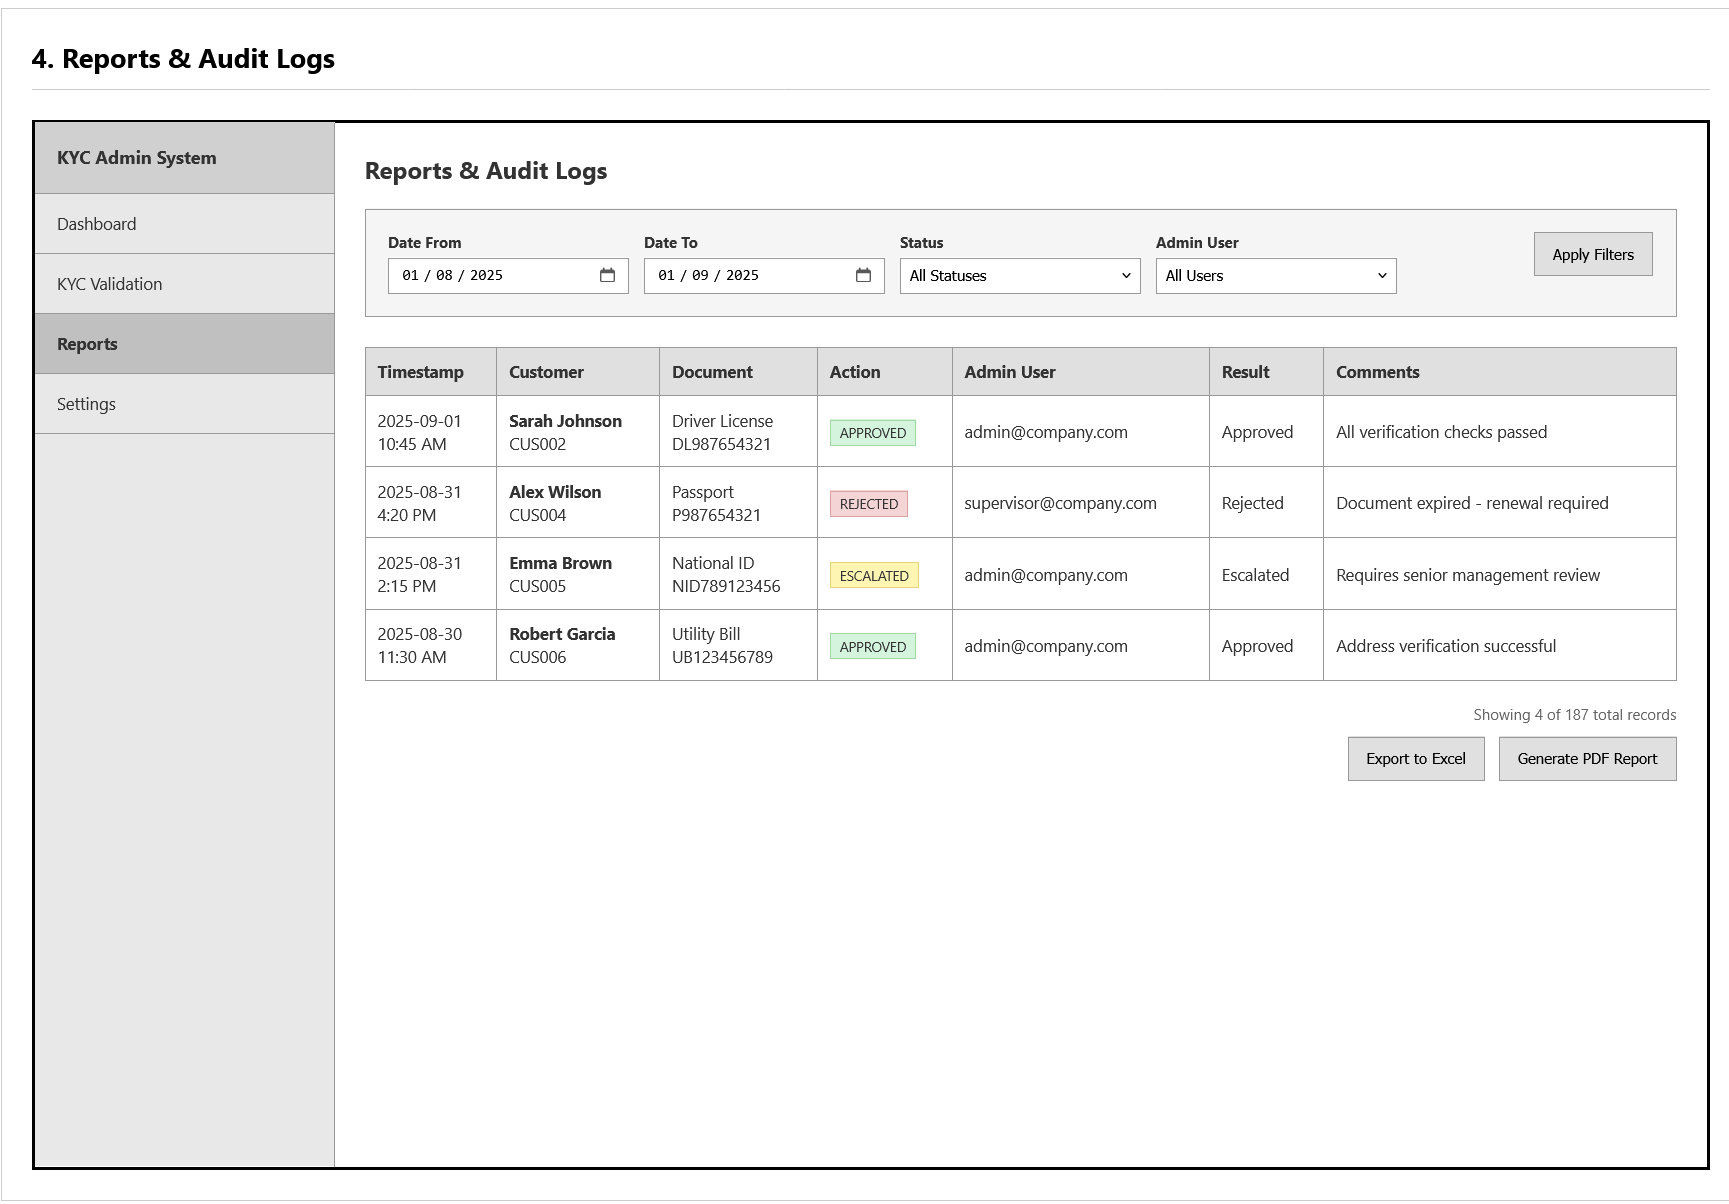 4. Reports & Audit Logs
KYC Admin System
Dashboard
KYC Validation
Reports
Settings
Reports & Audit Logs
Date From
01 / 08 / 2025
Date To
01 / 09 / 2025
Status
All Statuses
Admin User
All Users
Apply Filters
Timestamp Customer Document Action Admin User Result Comments
2025-09-01 Sarah Johnson Driver License
APPROVED admin@company.com Approved All verification checks passed
10:45 AM CUS002 DL987654321
2025-08-31 Alex Wilson Passport
REJECTED supervisor@company.com Rejected Document expired - renewal required
4:20 PM CUS004 P987654321
2025-08-31 Emma Brown National ID
ESCALATED admin@company.com Escalated Requires senior management review
2:15 PM CUS005 NID789123456
2025-08-30 Robert Garcia Utility Bill
APPROVED admin@company.com Approved Address verification successful
11:30 AM CUS006 UB123456789
Showing 4 of 187 total records
Export to Excel Generate PDF Report